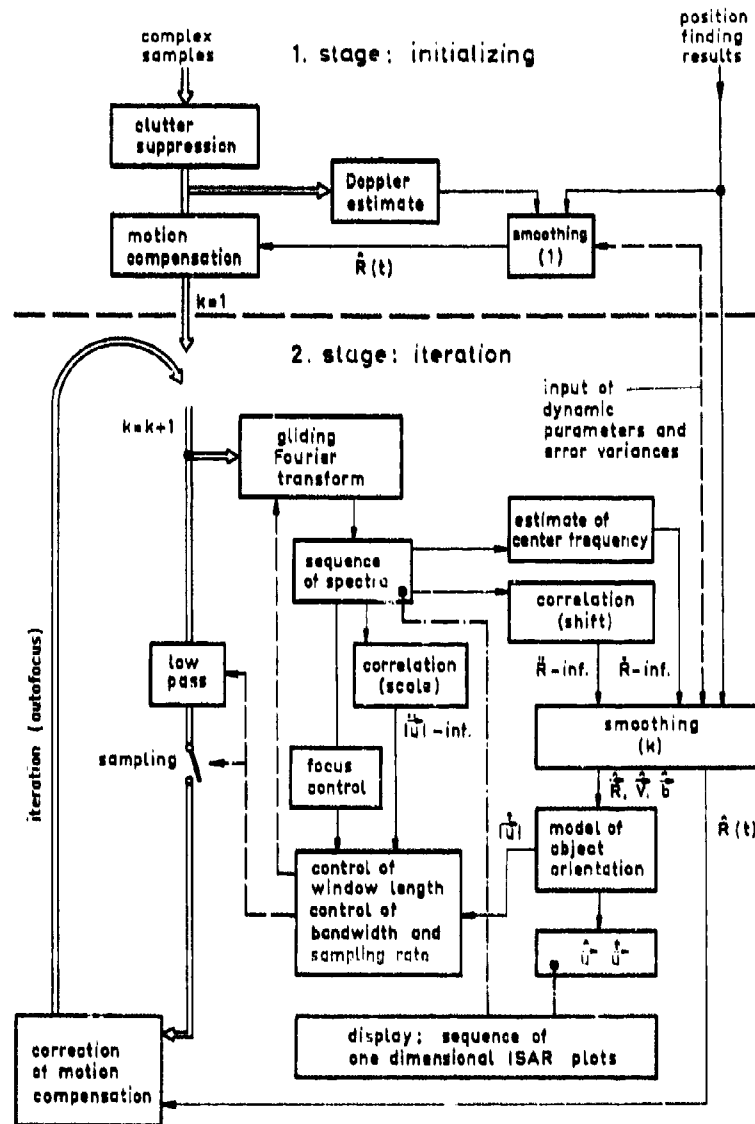 complex
samples
1. stage: initializing
position
finding
results
clutter
suppression
Doppler
estimate
motion
compensation
smoothing
(1)
R̂(t)
k=1
2. stage: iteration
input of
dynamic
parameters and
error variances
k=k+1
gliding
Fourier
transform
estimate of
center frequency
sequence
of spectra
correlation
(shift)
iteration (autofocus)
low
pass
correlation
(scale)
R̈-inf. Ṙ-inf.
smoothing
(k)
sampling
focus
control
model of
object
orientation
R̂(t)
control of
window length
control of
bandwidth and
sampling rate
display: sequence of
one dimensional ISAR plots
correction
of motion
compensation